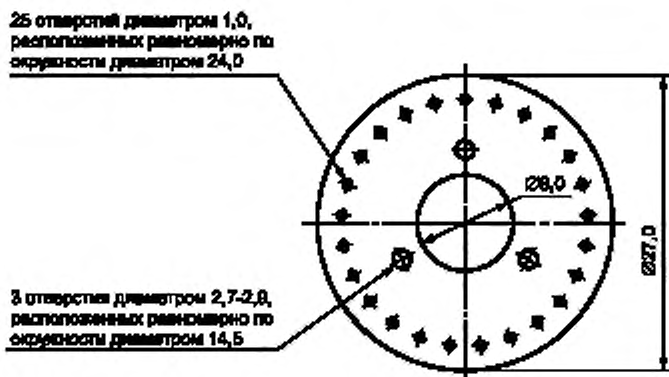 25 отверстий диаметром 1,0,
расположенных равномерно по
окружности диаметром 24,0
Ø8,0
Ø27,0
3 отверстия диаметром 2,7-2,9,
расположенных равномерно по
окружности диаметром 14,5